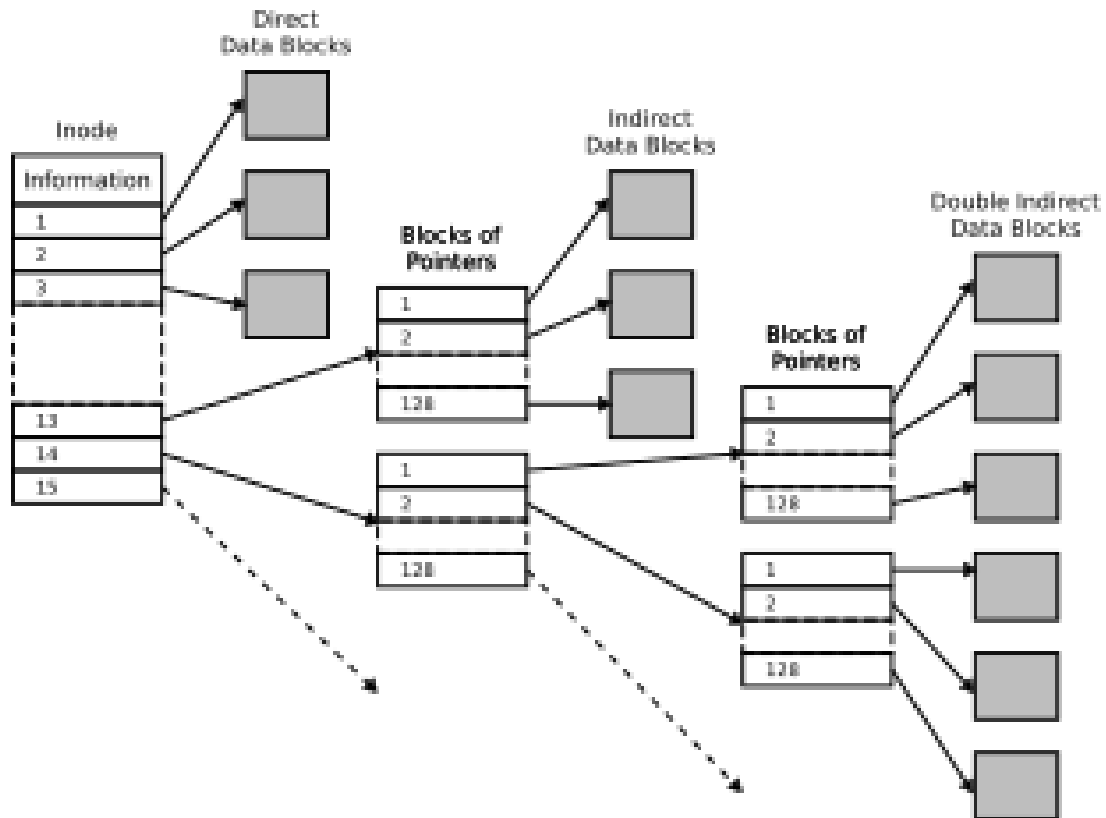 Direct
Data Blocks
Inode
Information
1
2
3
13
14
15
Blocks of
Pointers
1
2
128
1
2
128
Indirect
Data Blocks
Blocks of
Pointers
1
2
128
1
2
128
Double Indirect
Data Blocks